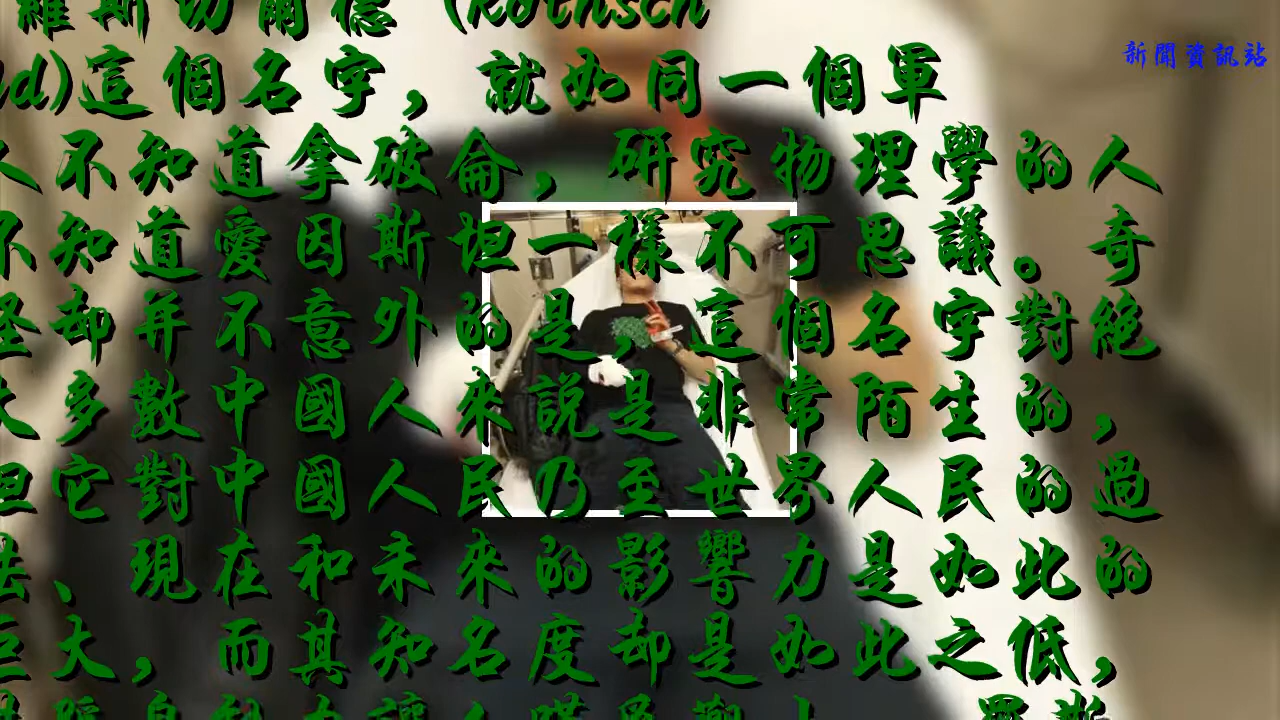 羅斯切爾德 (Rothsch
ld)這個名字，就如同一個軍
新聞資訊站
人不知道拿破侖，研究物理學的人
不知道愛因斯坦一樣不可思議。奇
怪却并不意外的是，這個名字對絕
大多數中國人來說是非常陌生的，
但它對中國人民乃至世界人民的過
去、現在和未來的影響力是如此的
巨大，而其知名度却是如此之低，